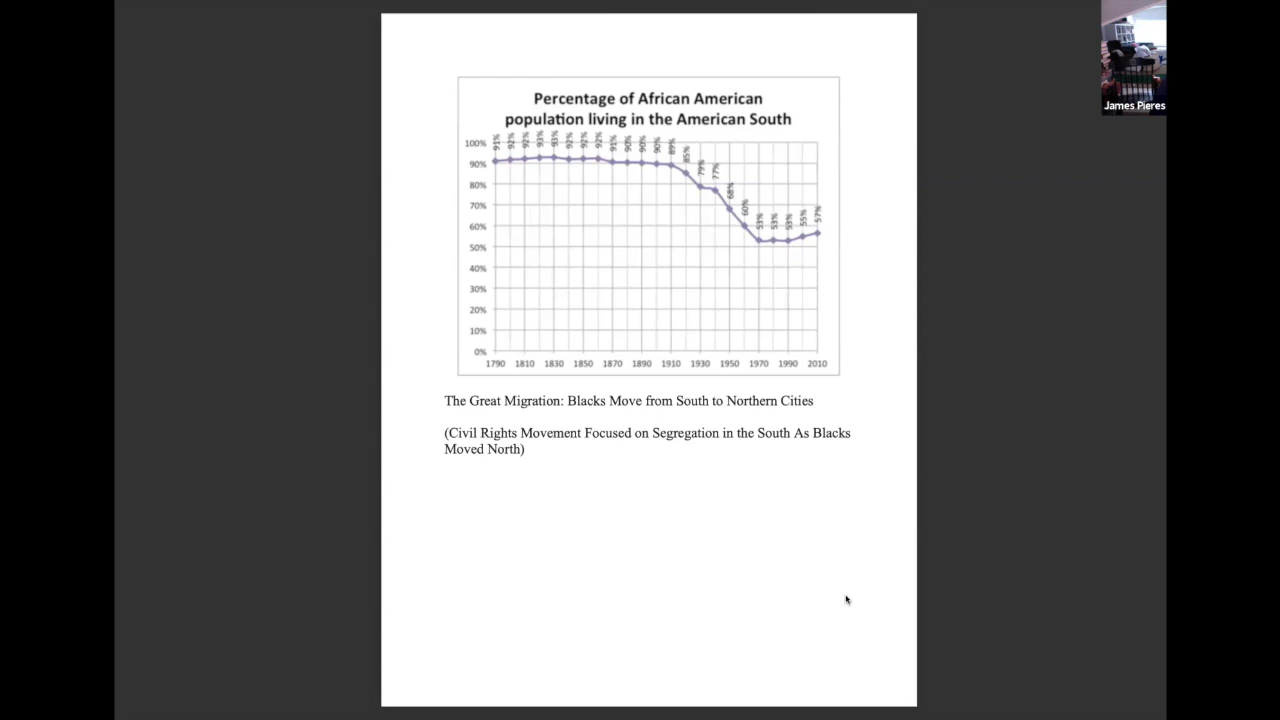 Percentage of African American
population living in the American South
91% 92% 92% 93% 93% 92% 92% 92% 91% 90% 90% 90% 89% 85% 79% 77% 68% 60% 53% 53% 53% 55% 57%
100%
90%
80%
70%
60%
50%
40%
30%
20%
10%
0%
1790 1810 1830 1850 1870 1890 1910 1930 1950 1970 1990 2010
The Great Migration: Blacks Move from South to Northern Cities
(Civil Rights Movement Focused on Segregation in the South As Blacks
Moved North)
James Pieres